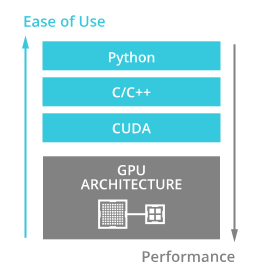 Ease of Use
Python
C/C++
CUDA
GPU
ARCHITECTURE
Performance